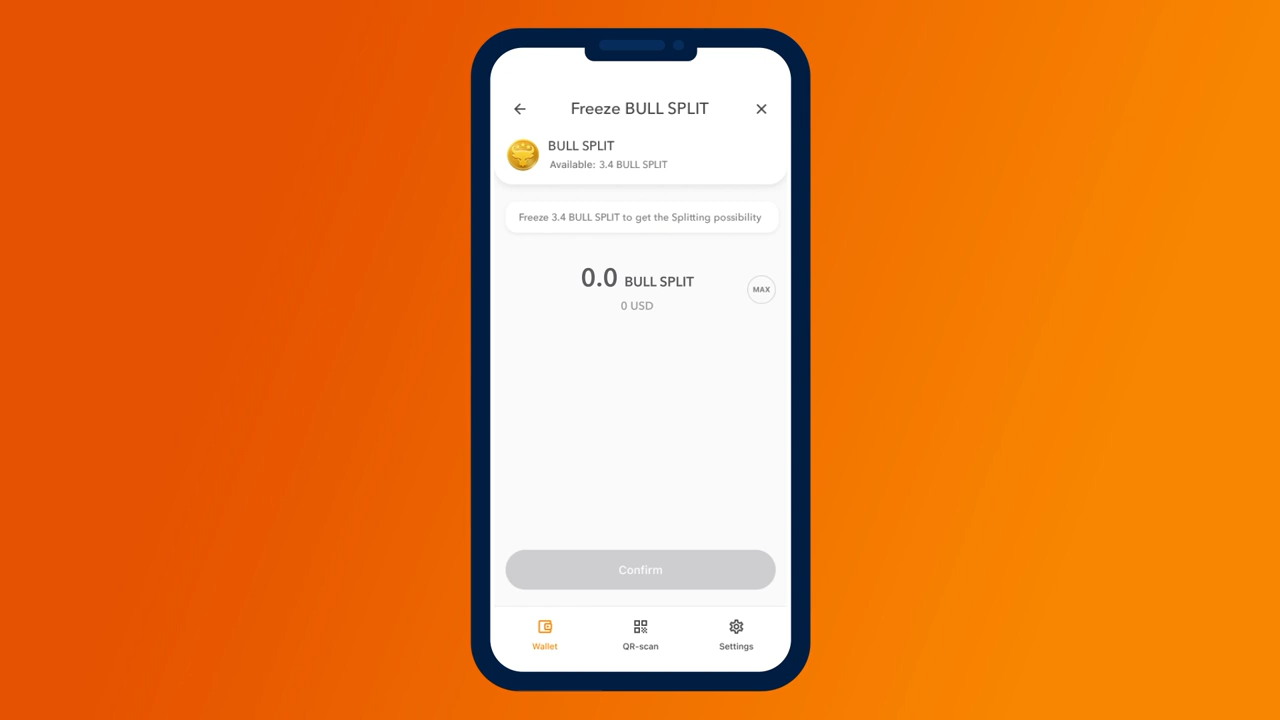 Freeze BULL SPLIT
BULL SPLIT
Available: 3.4 BULL SPLIT
Freeze 3.4 BULL SPLIT to get the Splitting possibility
0.0 BULL SPLIT
MAX
0 USD
Confirm
Wallet QR-scan Settings